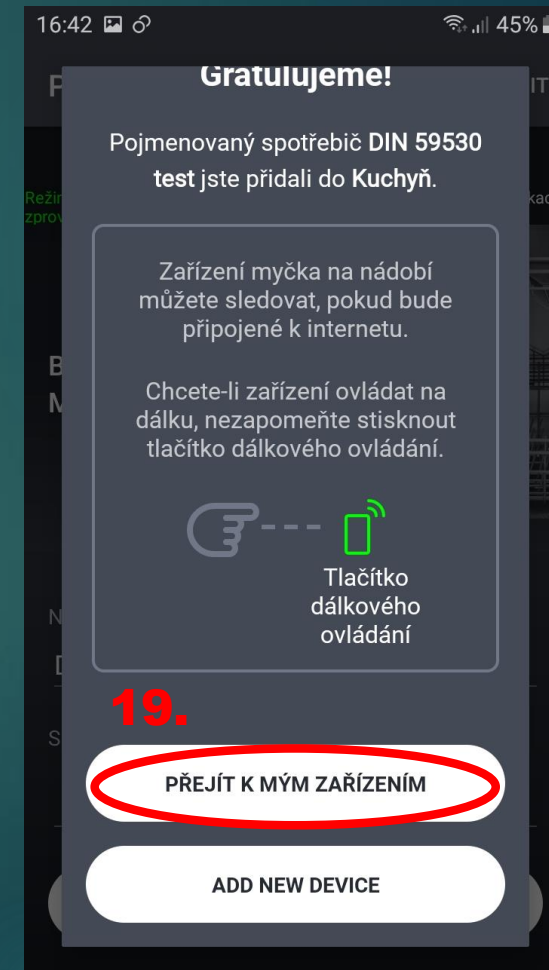 16:42 45%
Gratulujeme!
Pojmenovaný spotřebič DIN 59530
test jste přidali do Kuchyň.
Zařízení myčka na nádobí
můžete sledovat, pokud bude
připojené k internetu.
Chcete-li zařízení ovládat na
dálku, nezapomeňte stisknout
tlačítko dálkového ovládání.
Tlačítko
dálkového
ovládání
19.
PŘEJÍT K MÝM ZAŘÍZENÍM
ADD NEW DEVICE